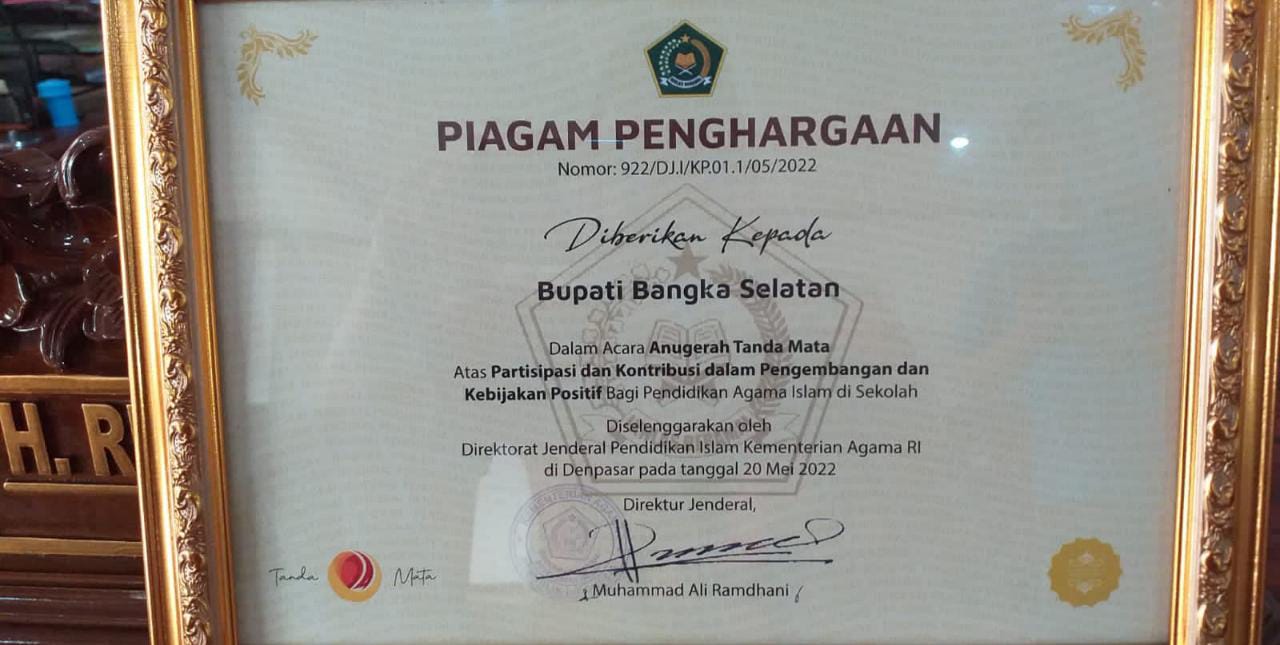 PIAGAM PENGHARGAAN
Nomor: 922/DJ.I/KP.01.1/05/2022
Diberikan Kepada
Bupati Bangka Selatan
Dalam Acara Anugerah Tanda Mata
Atas Partisipasi dan Kontribusi dalam Pengembangan dan
Kebijakan Positif Bagi Pendidikan Agama Islam di Sekolah
Diselenggarakan oleh
Direktorat Jenderal Pendidikan Islam Kementerian Agama RI
di Denpasar pada tanggal 20 Mei 2022
Direktur Jenderal,
Muhammad Ali Ramdhani
Tanda Mata
H. R